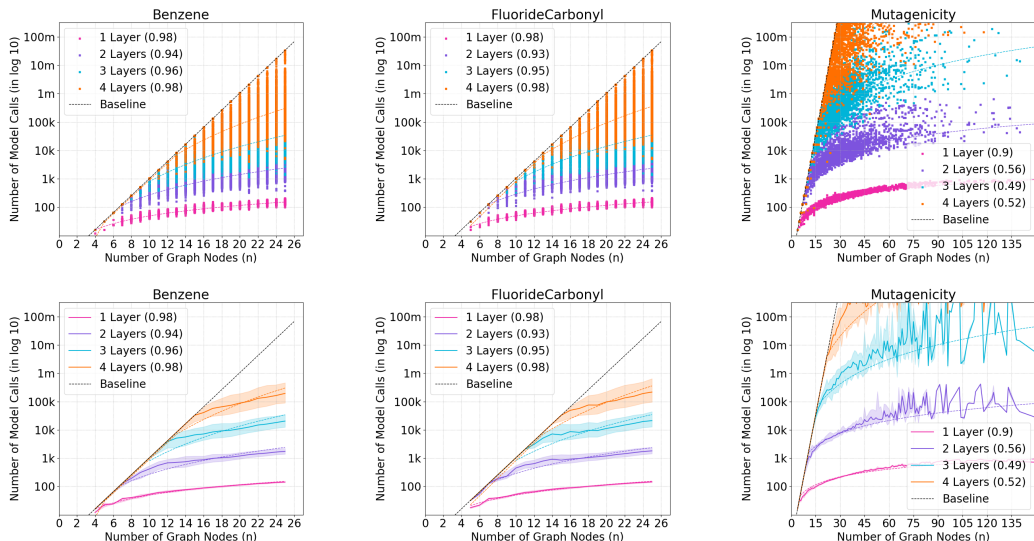 Benzene
Number of Model Calls (in log 10)
100m
10m
1m
100k
10k
1k
100
1 Layer (0.98)
2 Layers (0.94)
3 Layers (0.96)
4 Layers (0.98)
Baseline
0 2 4 6 8 10 12 14 16 18 20 22 24 26
Number of Graph Nodes (n)
FluorideCarbonyl
Number of Model Calls (in log 10)
100m
10m
1m
100k
10k
1k
100
1 Layer (0.98)
2 Layers (0.93)
3 Layers (0.95)
4 Layers (0.98)
Baseline
0 2 4 6 8 10 12 14 16 18 20 22 24 26
Number of Graph Nodes (n)
Mutagenicity
Number of Model Calls (in log 10)
100m
10m
1m
100k
10k
1k
100
1 Layer (0.9)
2 Layers (0.56)
3 Layers (0.49)
4 Layers (0.52)
Baseline
0 15 30 45 60 75 90 105 120 135
Number of Graph Nodes (n)
Benzene
Number of Model Calls (in log 10)
100m
10m
1m
100k
10k
1k
100
1 Layer (0.98)
2 Layers (0.94)
3 Layers (0.96)
4 Layers (0.98)
Baseline
0 2 4 6 8 10 12 14 16 18 20 22 24 26
Number of Graph Nodes (n)
FluorideCarbonyl
Number of Model Calls (in log 10)
100m
10m
1m
100k
10k
1k
100
1 Layer (0.98)
2 Layers (0.93)
3 Layers (0.95)
4 Layers (0.98)
Baseline
0 2 4 6 8 10 12 14 16 18 20 22 24 26
Number of Graph Nodes (n)
Mutagenicity
Number of Model Calls (in log 10)
100m
10m
1m
100k
10k
1k
100
1 Layer (0.9)
2 Layers (0.56)
3 Layers (0.49)
4 Layers (0.52)
Baseline
0 15 30 45 60 75 90 105 120 135
Number of Graph Nodes (n)